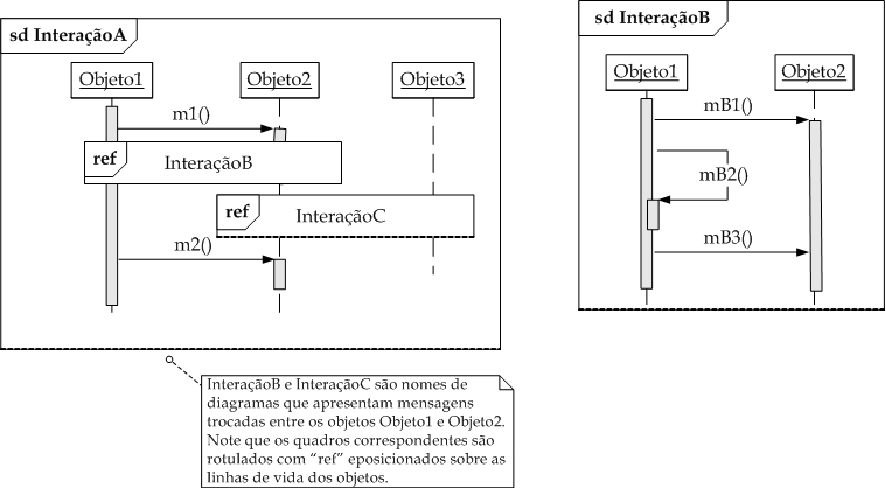 sd InteraçãoA
Objeto1
Objeto2
Objeto3
m1()
ref
InteraçãoB
ref
InteraçãoC
m2()
InteraçãoB e InteraçãoC são nomes de
diagramas que apresentam mensagens
trocadas entre os objetos Objeto1 e Objeto2.
Note que os quadros correspondentes são
rotulados com “ref” eposicionados sobre as
linhas de vida dos objetos.
sd InteraçãoB
Objeto1
Objeto2
mB1()
mB2()
mB3()